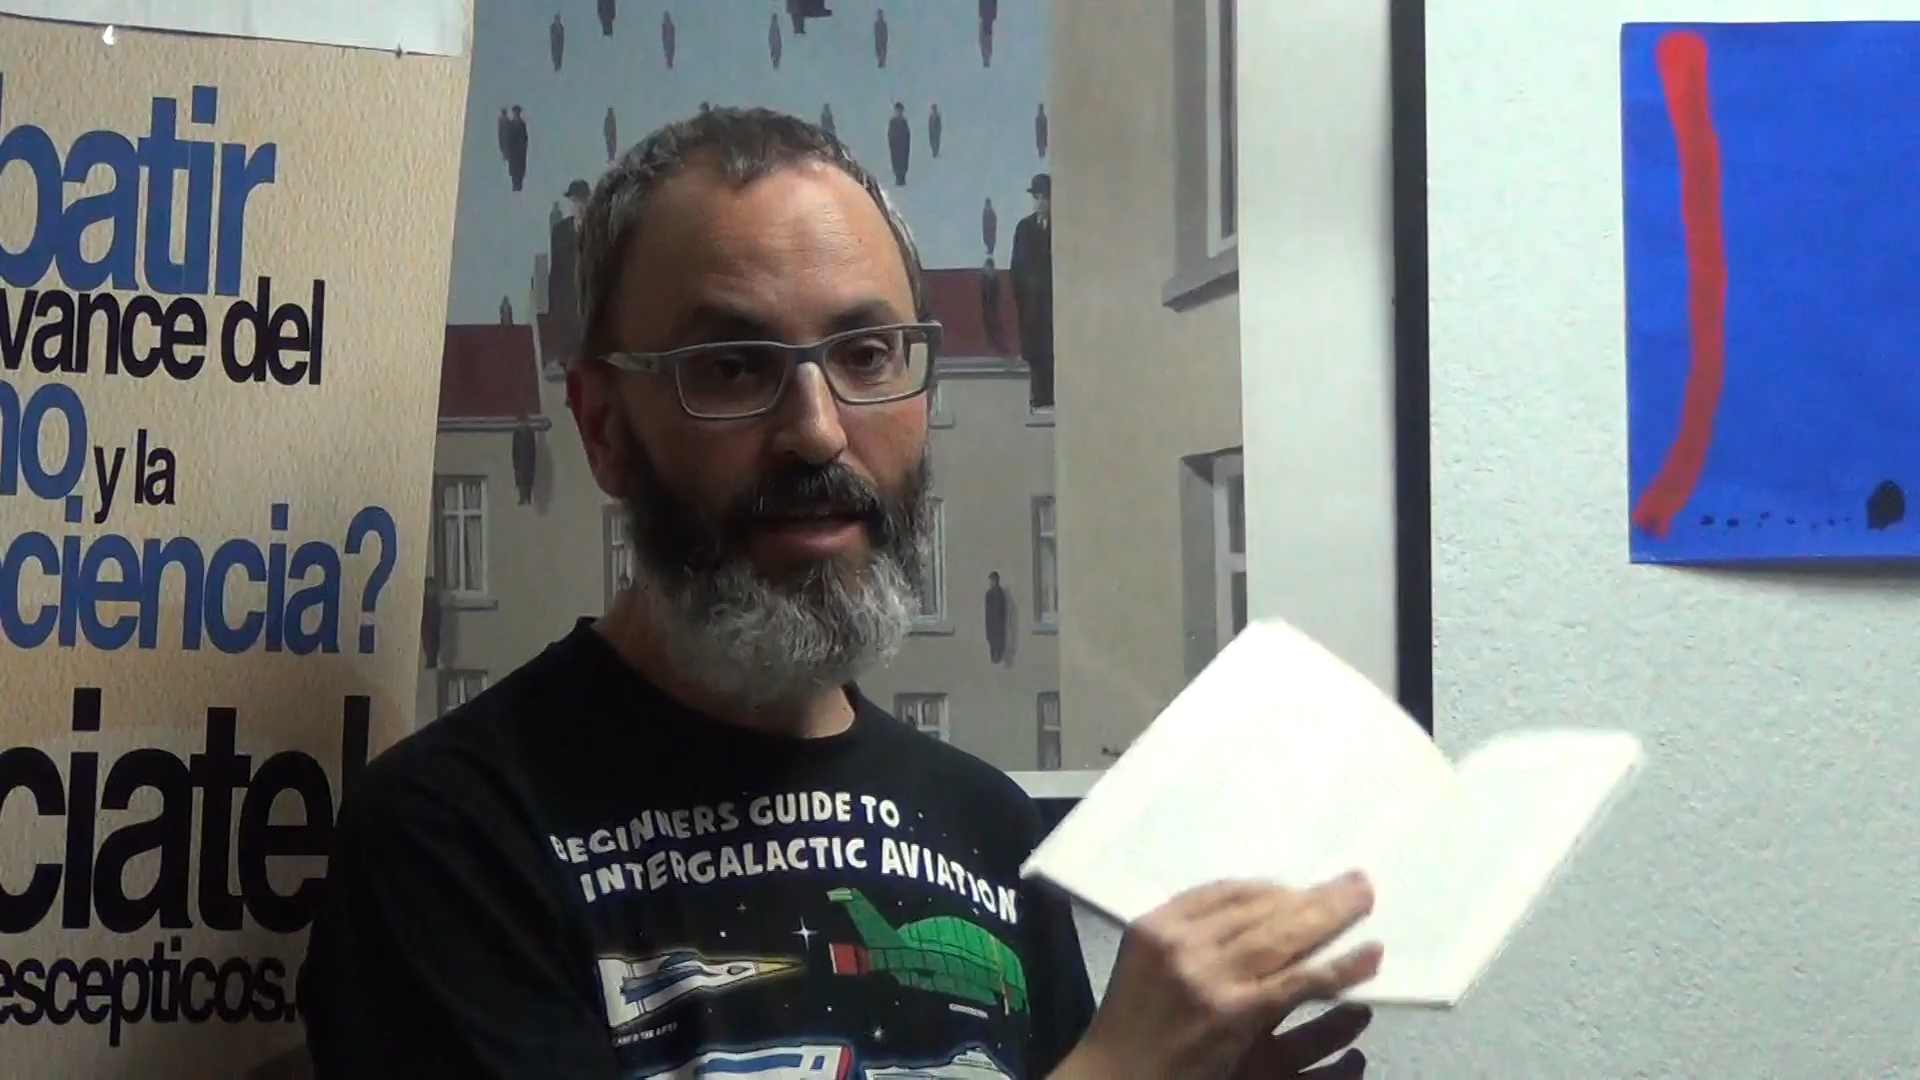 batir
vance del
no y la
ciencia?
ciate
escepticos.
BEGINNERS GUIDE TO
INTERGALACTIC AVIATION